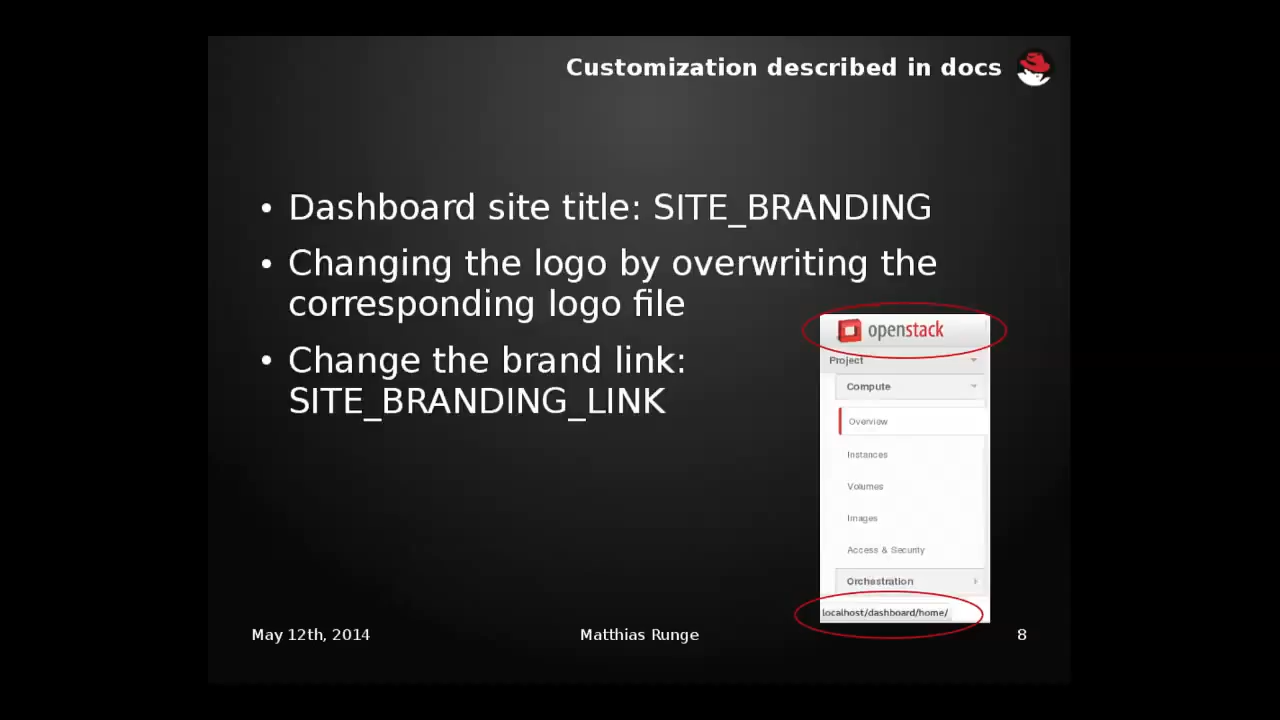 Customization described in docs
• Dashboard site title: SITE_BRANDING
• Changing the logo by overwriting the
corresponding logo file
• Change the brand link:
SITE_BRANDING_LINK
openstack
Project
Compute
Overview
Instances
Volumes
Images
Access & Security
Orchestration
localhost/dashboard/home/
May 12th, 2014
Matthias Runge
8